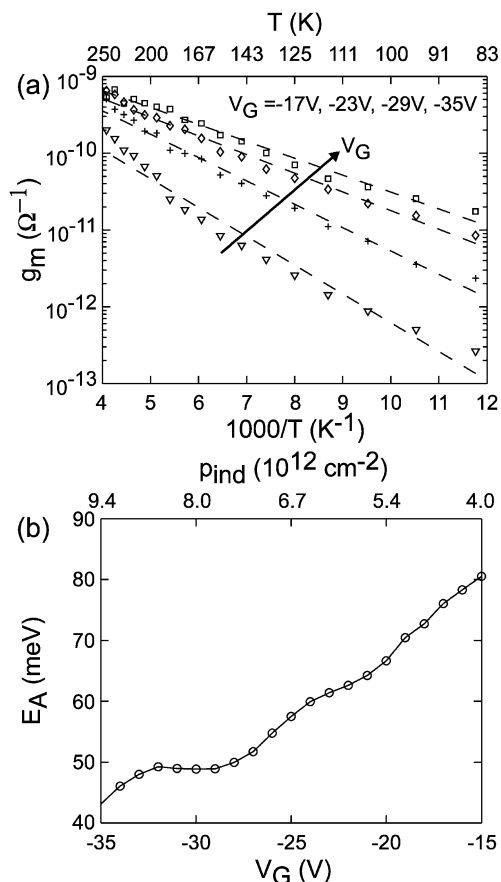 T (K)
250 200 167 143 125 111 100 91 83
(a)
V_G =-17V, -23V, -29V, -35V
V_G
10^-9
10^-10
10^-11
10^-12
10^-13
g_m (Ω^-1)
4 5 6 7 8 9 10 11 12
1000/T (K^-1)
p_ind (10^12 cm^-2)
9.4 8.0 6.7 5.4 4.0
(b)
90
80
70
60
50
40
E_A (meV)
-35 -30 -25 -20 -15
V_G (V)